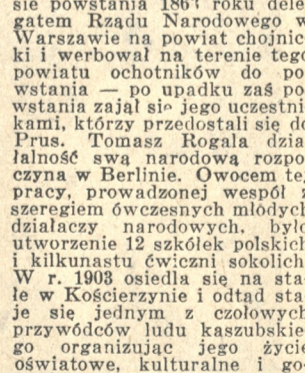 sie powstania 1863 roku dele
gatem Rządu Narodowego w
Warszawie na powiat chojnic
ki i werbował na terenie tego
powiatu ochotników do po
wstania — po upadku zaś po
wstania zajął się jego uczestni
kami, którzy przedostali się do
Prus. Tomasz Rogala dzia
łalność swą narodową rozpo
czyna w Berlinie. Owocem te
pracy, prowadzonej wespół z
szeregiem ówczesnych młodych
działaczy narodowych, było
utworzenie 12 szkółek polskich
i kilkunastu ćwiczni sokolich
W r. 1903 osiedla się na sta
łe w Kościerzynie i odtąd sta
je się jednym z czołowych
przywódców ludu kaszubskie
go organizując jego życie
oświatowe, kulturalne i go